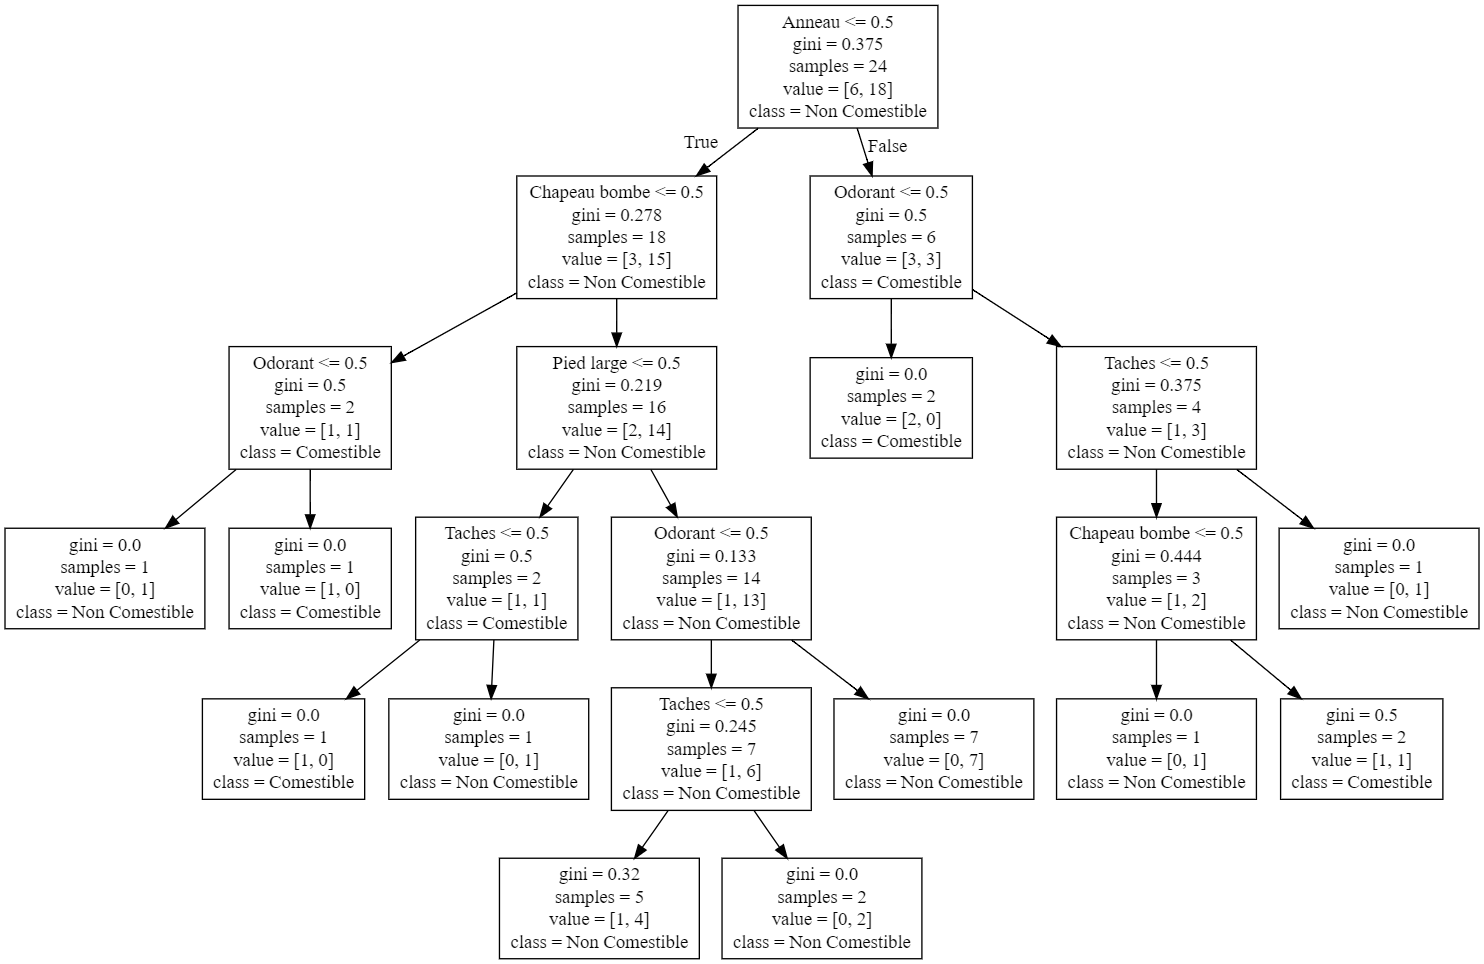 Anneau <= 0.5
gini = 0.375
samples = 24
value = [6, 18]
class = Non Comestible
True
False
Chapeau bombe <= 0.5
gini = 0.278
samples = 18
value = [3, 15]
class = Non Comestible
Odorant <= 0.5
gini = 0.5
samples = 6
value = [3, 3]
class = Comestible
Odorant <= 0.5
gini = 0.5
samples = 2
value = [1, 1]
class = Comestible
Pied large <= 0.5
gini = 0.219
samples = 16
value = [2, 14]
class = Non Comestible
gini = 0.0
samples = 2
value = [2, 0]
class = Comestible
Taches <= 0.5
gini = 0.375
samples = 4
value = [1, 3]
class = Non Comestible
gini = 0.0
samples = 1
value = [0, 1]
class = Non Comestible
gini = 0.0
samples = 1
value = [1, 0]
class = Comestible
Taches <= 0.5
gini = 0.5
samples = 2
value = [1, 1]
class = Comestible
Odorant <= 0.5
gini = 0.133
samples = 14
value = [1, 13]
class = Non Comestible
Chapeau bombe <= 0.5
gini = 0.444
samples = 3
value = [1, 2]
class = Non Comestible
gini = 0.0
samples = 1
value = [0, 1]
class = Non Comestible
gini = 0.0
samples = 1
value = [1, 0]
class = Comestible
gini = 0.0
samples = 1
value = [0, 1]
class = Non Comestible
Taches <= 0.5
gini = 0.245
samples = 7
value = [1, 6]
class = Non Comestible
gini = 0.0
samples = 7
value = [0, 7]
class = Non Comestible
gini = 0.0
samples = 1
value = [0, 1]
class = Non Comestible
gini = 0.5
samples = 2
value = [1, 1]
class = Comestible
gini = 0.32
samples = 5
value = [1, 4]
class = Non Comestible
gini = 0.0
samples = 2
value = [0, 2]
class = Non Comestible